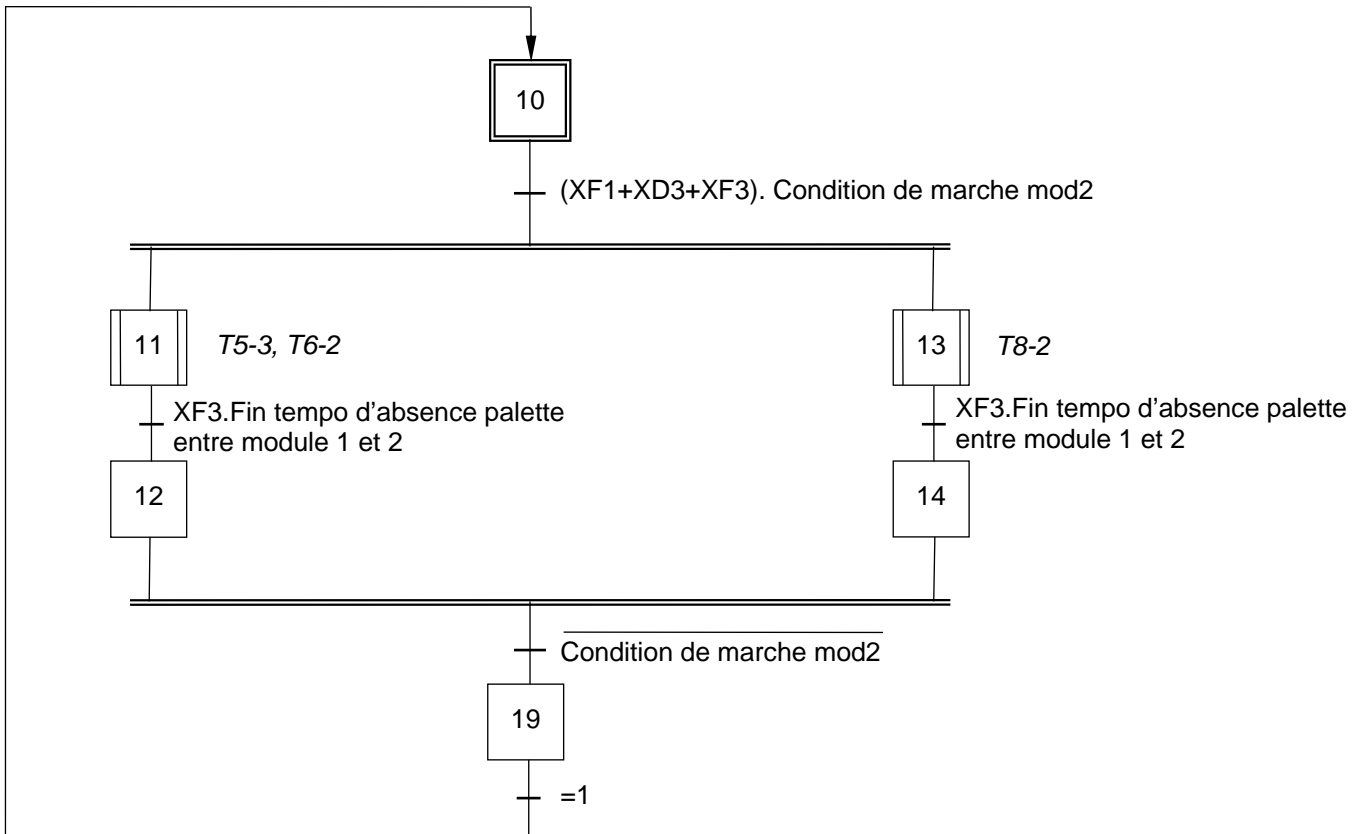 10
(XF1+XD3+XF3). Condition de marche mod2
11
T5-3, T6-2
13
T8-2
XF3.Fin tempo d'absence palette
entre module 1 et 2
XF3.Fin tempo d'absence palette
entre module 1 et 2
12
14
Condition de marche mod2
19
=1